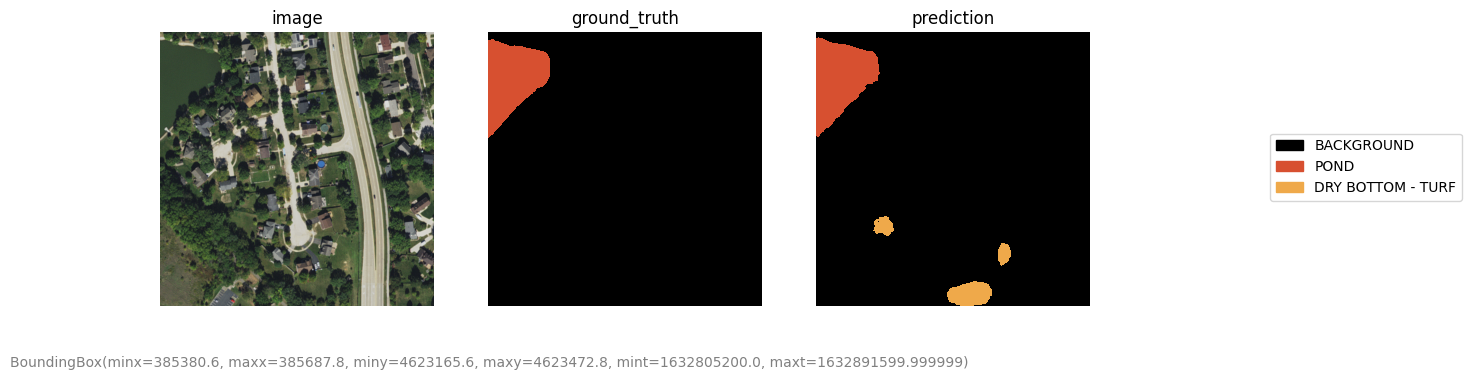 image
ground_truth
prediction
BACKGROUND
POND
DRY BOTTOM - TURF
BoundingBox(minx=385380.6, maxx=385687.8, miny=4623165.6, maxy=4623472.8, mint=1632805200.0, maxt=1632891599.999999)